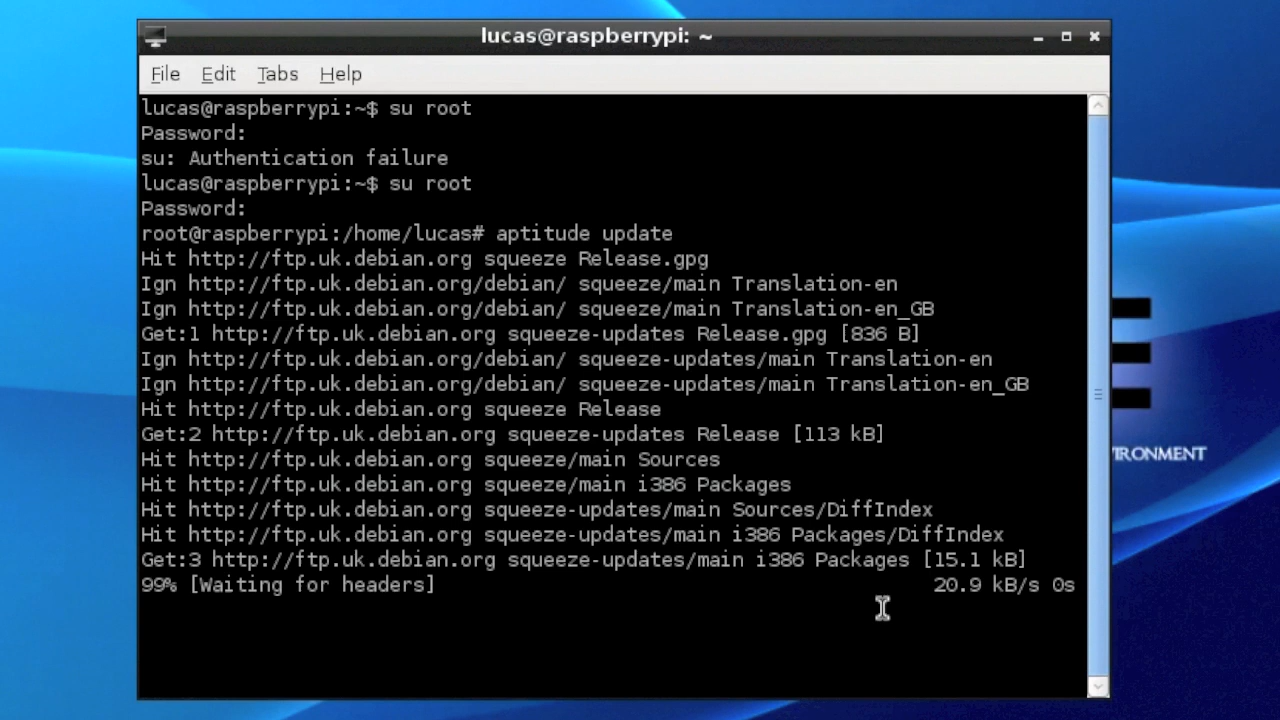 lucas@raspberrypi: ~
File Edit Tabs Help
lucas@raspberrypi:~$ su root
Password:
su: Authentication failure
lucas@raspberrypi:~$ su root
Password:
root@raspberrypi:/home/lucas# aptitude update
Hit http://ftp.uk.debian.org squeeze Release.gpg
Ign http://ftp.uk.debian.org/debian/ squeeze/main Translation-en
Ign http://ftp.uk.debian.org/debian/ squeeze/main Translation-en_GB
Get:1 http://ftp.uk.debian.org squeeze-updates Release.gpg [836 B]
Ign http://ftp.uk.debian.org/debian/ squeeze-updates/main Translation-en
Ign http://ftp.uk.debian.org/debian/ squeeze-updates/main Translation-en_GB
Hit http://ftp.uk.debian.org squeeze Release
Get:2 http://ftp.uk.debian.org squeeze-updates Release [113 kB]
Hit http://ftp.uk.debian.org squeeze/main Sources
Hit http://ftp.uk.debian.org squeeze/main i386 Packages
Hit http://ftp.uk.debian.org squeeze-updates/main Sources/DiffIndex
Hit http://ftp.uk.debian.org squeeze-updates/main i386 Packages/DiffIndex
Get:3 http://ftp.uk.debian.org squeeze-updates/main i386 Packages [15.1 kB]
99% [Waiting for headers] 20.9 kB/s 0s